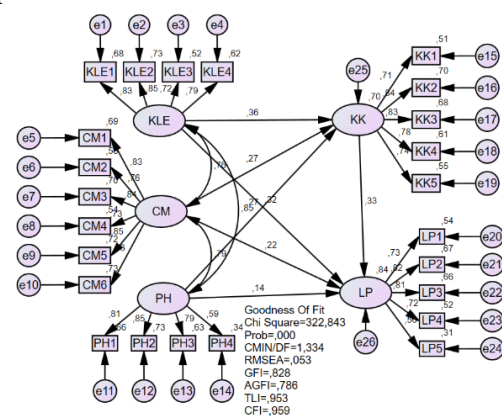 e1 e2 e3 e4
,68 ,73 ,52 ,62
KLE1 KLE2 KLE3 KLE4
,83 ,85 ,72 ,79
KLE
e25
,51
KK1 e15
,71 ,70
KK2 e16
,70 ,84 ,68
KK ,83 KK3 e17
,78 ,61
KK4 e18
,74 ,55
KK5 e19
,36
,69
e5 CM1
e6 CM2 ,83
,76
e7 CM3 ,84
,54
e8 CM4 ,73
,85
e9 CM5
,73
e10 CM6
CM
,27
,27 ,32
,85
,22
,33
,79
PH
,14
,54
LP1 e20
,73 ,67
LP2 e21
,84 ,82 ,66
LP ,81 LP3 e22
,72 ,52
LP4 e23
,31
LP5 e24
e26
,81 ,85 ,79 ,59
,66 ,73 ,63 ,34
PH1 PH2 PH3 PH4
e11 e12 e13 e14
Goodness Of Fit
Chi Square=322,843
Prob=,000
CMIN/DF=1,334
RMSEA=,053
GFI=,828
AGFI=,786
TLI=,953
CFI=,959